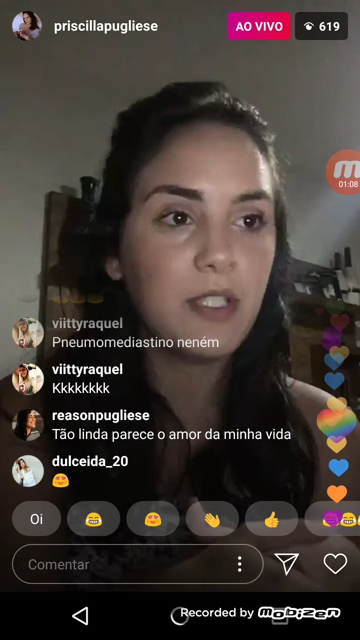 priscillapugliese
AO VIVO
619
01:08
viittyraquel
Pneumomediastino neném
viittyraquel
Kkkkkkkk
reasonpugliese
Tão linda parece o amor da minha vida
dulceida_20
😍
Oi 😂 😍 👏 👍
Comentar
Recorded by mobizen